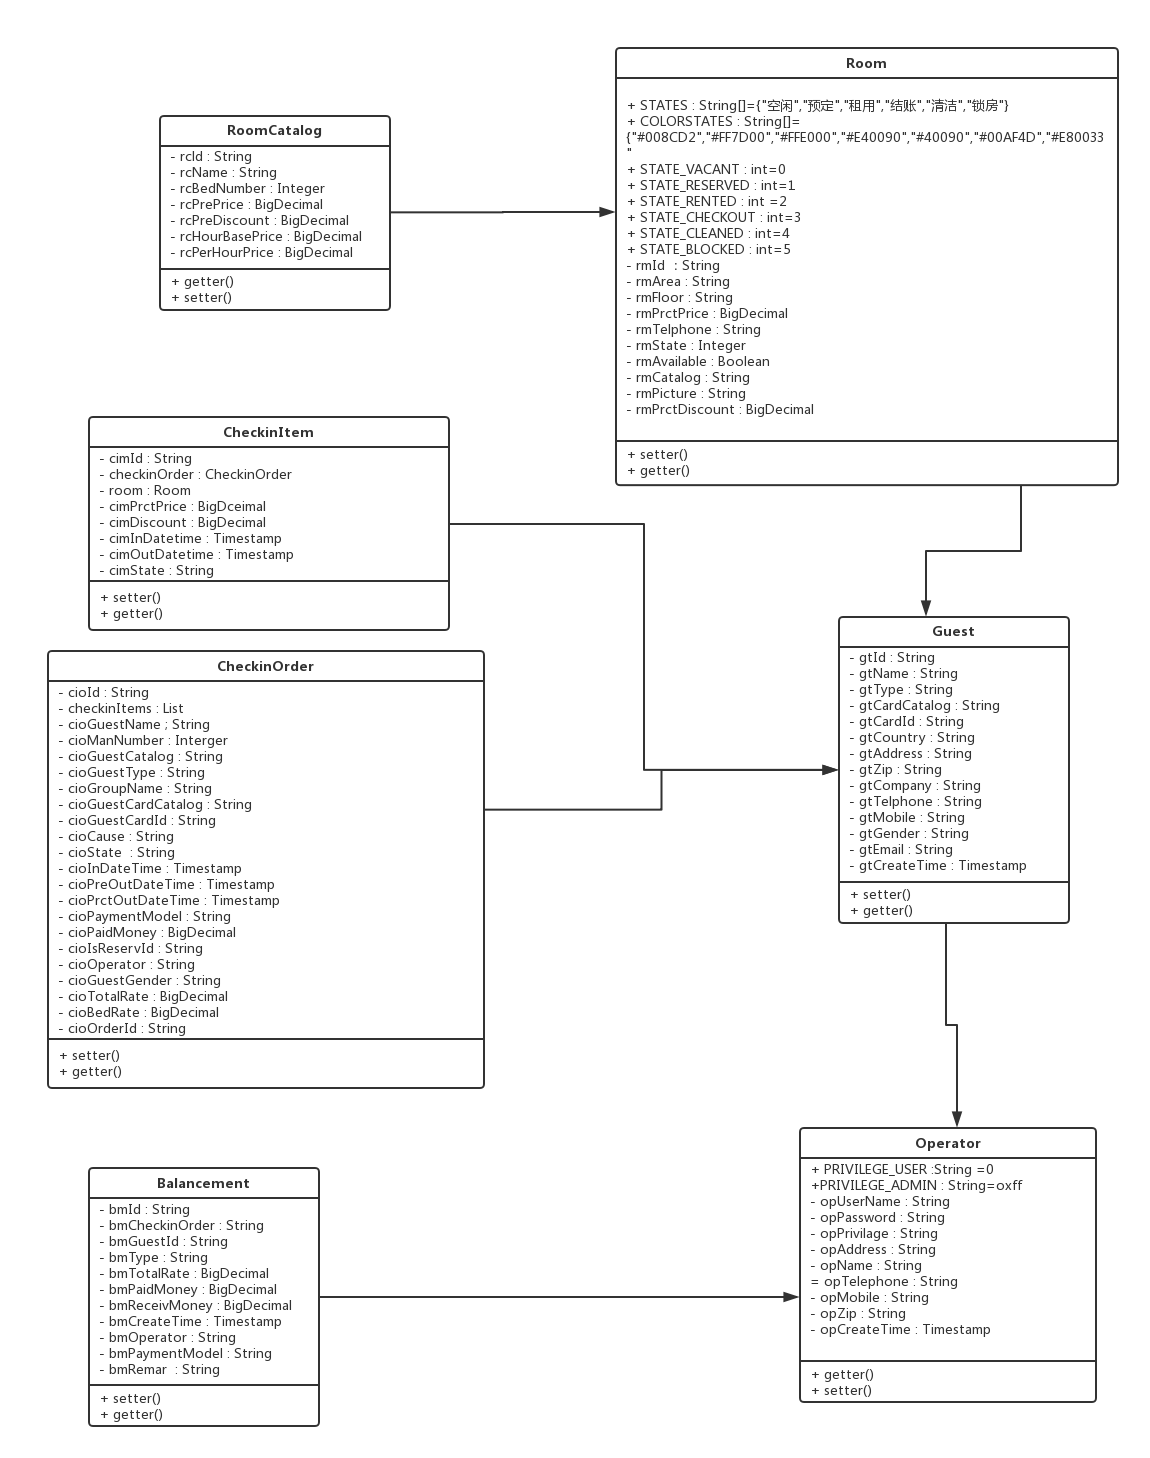 Room
+ STATES : String[]={"空闲","预定","租用","结账","清洁","锁房"}
+ COLORSTATES : String[]=
{"#008CD2","#FF7D00","#FFE000","#E40090","#40090","#00AF4D","#E80033
"
+ STATE_VACANT : int=0
+ STATE_RESERVED : int=1
+ STATE_RENTED : int =2
+ STATE_CHECKOUT : int=3
+ STATE_CLEANED : int=4
+ STATE_BLOCKED : int=5
- rmId  : String
- rmArea : String
- rmFloor : String
- rmPrctPrice : BigDecimal
- rmTelphone : String
- rmState : Integer
- rmAvailable : Boolean
- rmCatalog : String
- rmPicture : String
- rmPrctDiscount : BigDecimal
+ setter()
+ getter()
RoomCatalog
- rcId : String
- rcName : String
- rcBedNumber : Integer
- rcPrePrice : BigDecimal
- rcPreDiscount : BigDecimal
- rcHourBasePrice : BigDecimal
- rcPerHourPrice : BigDecimal
+ getter()
+ setter()
CheckinItem
- cimId : String
- checkinOrder : CheckinOrder
- room : Room
- cimPrctPrice : BigDceimal
- cimDiscount : BigDecimal
- cimInDatetime : Timestamp
- cimOutDatetime : Timestamp
- cimState : String
+ setter()
+ getter()
Guest
- gtId : String
- gtName : String
- gtType : String
- gtCardCatalog : String
- gtCardId : String
- gtCountry : String
- gtAddress : String
- gtZip : String
- gtCompany : String
- gtTelphone : String
- gtMobile : String
- gtGender : String
- gtEmail : String
- gtCreateTime : Timestamp
+ setter()
+ getter()
CheckinOrder
- cioId : String
- checkinItems : List
- cioGuestName ; String
- cioManNumber : Interger
- cioGuestCatalog : String
- cioGuestType : String
- cioGroupName : String
- cioGuestCardCatalog : String
- cioGuestCardId : String
- cioCause : String
- cioState  : String
- cioInDateTime : Timestamp
- cioPreOutDateTime : Timestamp
- cioPrctOutDateTime : Timestamp
- cioPaymentModel : String
- cioPaidMoney : BigDecimal
- cioIsReservId : String
- cioOperator : String
- cioGuestGender : String
- cioTotalRate : BigDecimal
- cioBedRate : BigDecimal
- cioOrderId : String
+ setter()
+ getter()
Operator
+ PRIVILEGE_USER :String =0
+PRIVILEGE_ADMIN : String=oxff
- opUserName : String
- opPassword : String
- opPrivilage : String
- opAddress : String
- opName : String
= opTelephone : String
- opMobile : String
- opZip : String
- opCreateTime : Timestamp
+ getter()
+ setter()
Balancement
- bmId : String
- bmCheckinOrder : String
- bmGuestId : String
- bmType : String
- bmTotalRate : BigDecimal
- bmPaidMoney : BigDecimal
- bmReceivMoney : BigDecimal
- bmCreateTime : Timestamp
- bmOperator : String
- bmPaymentModel : String
- bmRemar  : String
+ setter()
+ getter()